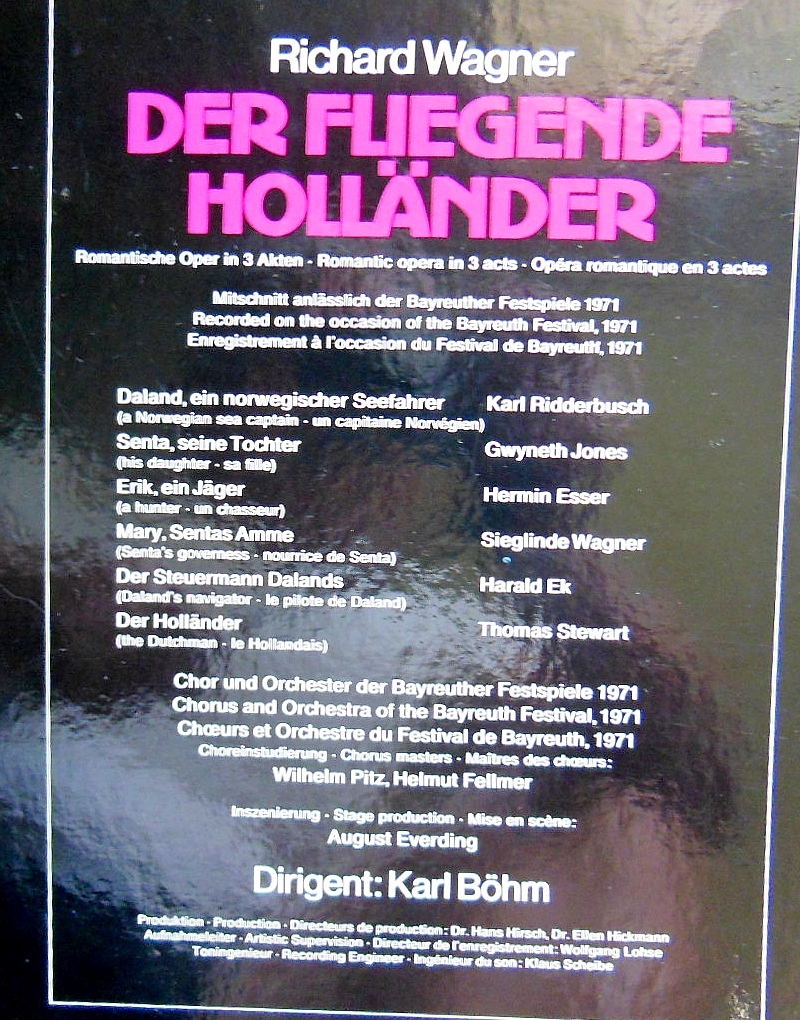 Richard Wagner
DER FLIEGENDE
HOLLÄNDER
Romantische Oper in 3 Akten - Romantic opera in 3 acts - Opéra romantique en 3 actes
Mitschnitt anlässlich der Bayreuther Festspiele 1971
Recorded on the occasion of the Bayreuth Festival, 1971
Enregistrement à l'occasion du Festival de Bayreuth, 1971
Daland, ein norwegischer Seefahrer Karl Ridderbusch
(a Norwegian sea captain - un capitaine Norvégien)
Senta, seine Tochter Gwyneth Jones
(his daughter - sa fille)
Erik, ein Jäger Hermin Esser
(a hunter - un chasseur)
Mary, Sentas Amme Sieglinde Wagner
(Senta's governess - nourrice de Senta)
Der Steuermann Dalands Harald Ek
(Daland's navigator - le pilote de Daland)
Der Holländer Thomas Stewart
(the Dutchman - le Hollandais)
Chor und Orchester der Bayreuther Festspiele 1971
Chorus and Orchestra of the Bayreuth Festival, 1971
Chœurs et Orchestre du Festival de Bayreuth, 1971
Choreinstudierung - Chorus masters - Maîtres des chœurs:
Wilhelm Pitz, Helmut Fellmer
Inszenierung - Stage production - Mise en scène:
August Everding
Dirigent: Karl Böhm
Produktion - Production - Directeurs de production: Dr. Hans Hirsch, Dr. Ellen Hickmann
Aufnahmeleiter - Artistic Supervision - Directeur de l'enregistrement: Wolfgang Lohse
Toningenieur - Recording Engineer - Ingénieur du son: Klaus Scheibe